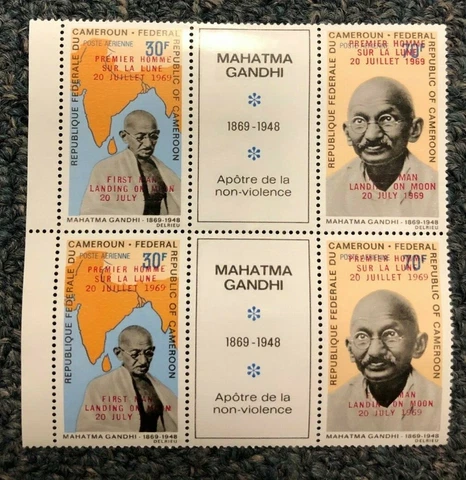 REPUBLIQUE FEDERALE DU
CAMEROUN · FEDERAL
REPUBLIC OF CAMEROON
POSTE AERIENNE
30F
PREMIER HOMME
SUR LA LUNE
20 JUILLET 1969
FIRST MAN
LANDING ON MOON
20 JULY 1969
MAHATMA GANDHI - 1869-1948
DELRIEU
MAHATMA
GANDHI
*
1869-1948
*
Apôtre de la
non-violence
REPUBLIQUE FEDERALE DU
CAMEROUN · FEDERAL
REPUBLIC OF CAMEROON
POSTE AERIENNE
70F
PREMIER HOMME
SUR LA LUNE
20 JUILLET 1969
MAN
LANDING ON MOON
20 JULY 1969
MAHATMA GANDHI - 1869-1948
DELRIEU
REPUBLIQUE FEDERALE DU
CAMEROUN · FEDERAL
REPUBLIC OF CAMEROON
POSTE AERIENNE
30F
PREMIER HOMME
SUR LA LUNE
20 JUILLET 1969
FIRST MAN
LANDING ON MOON
20 JULY 1969
MAHATMA GANDHI - 1869-1948
DELRIEU
MAHATMA
GANDHI
*
1869-1948
*
Apôtre de la
non-violence
REPUBLIQUE FEDERALE DU
CAMEROUN · FEDERAL
REPUBLIC OF CAMEROON
POSTE AERIENNE
70F
PREMIER HOMME
SUR LA LUNE
20 JUILLET 1969
MAN
LANDING ON MOON
20 JULY 1969
MAHATMA GANDHI - 1869-1948
DELRIEU